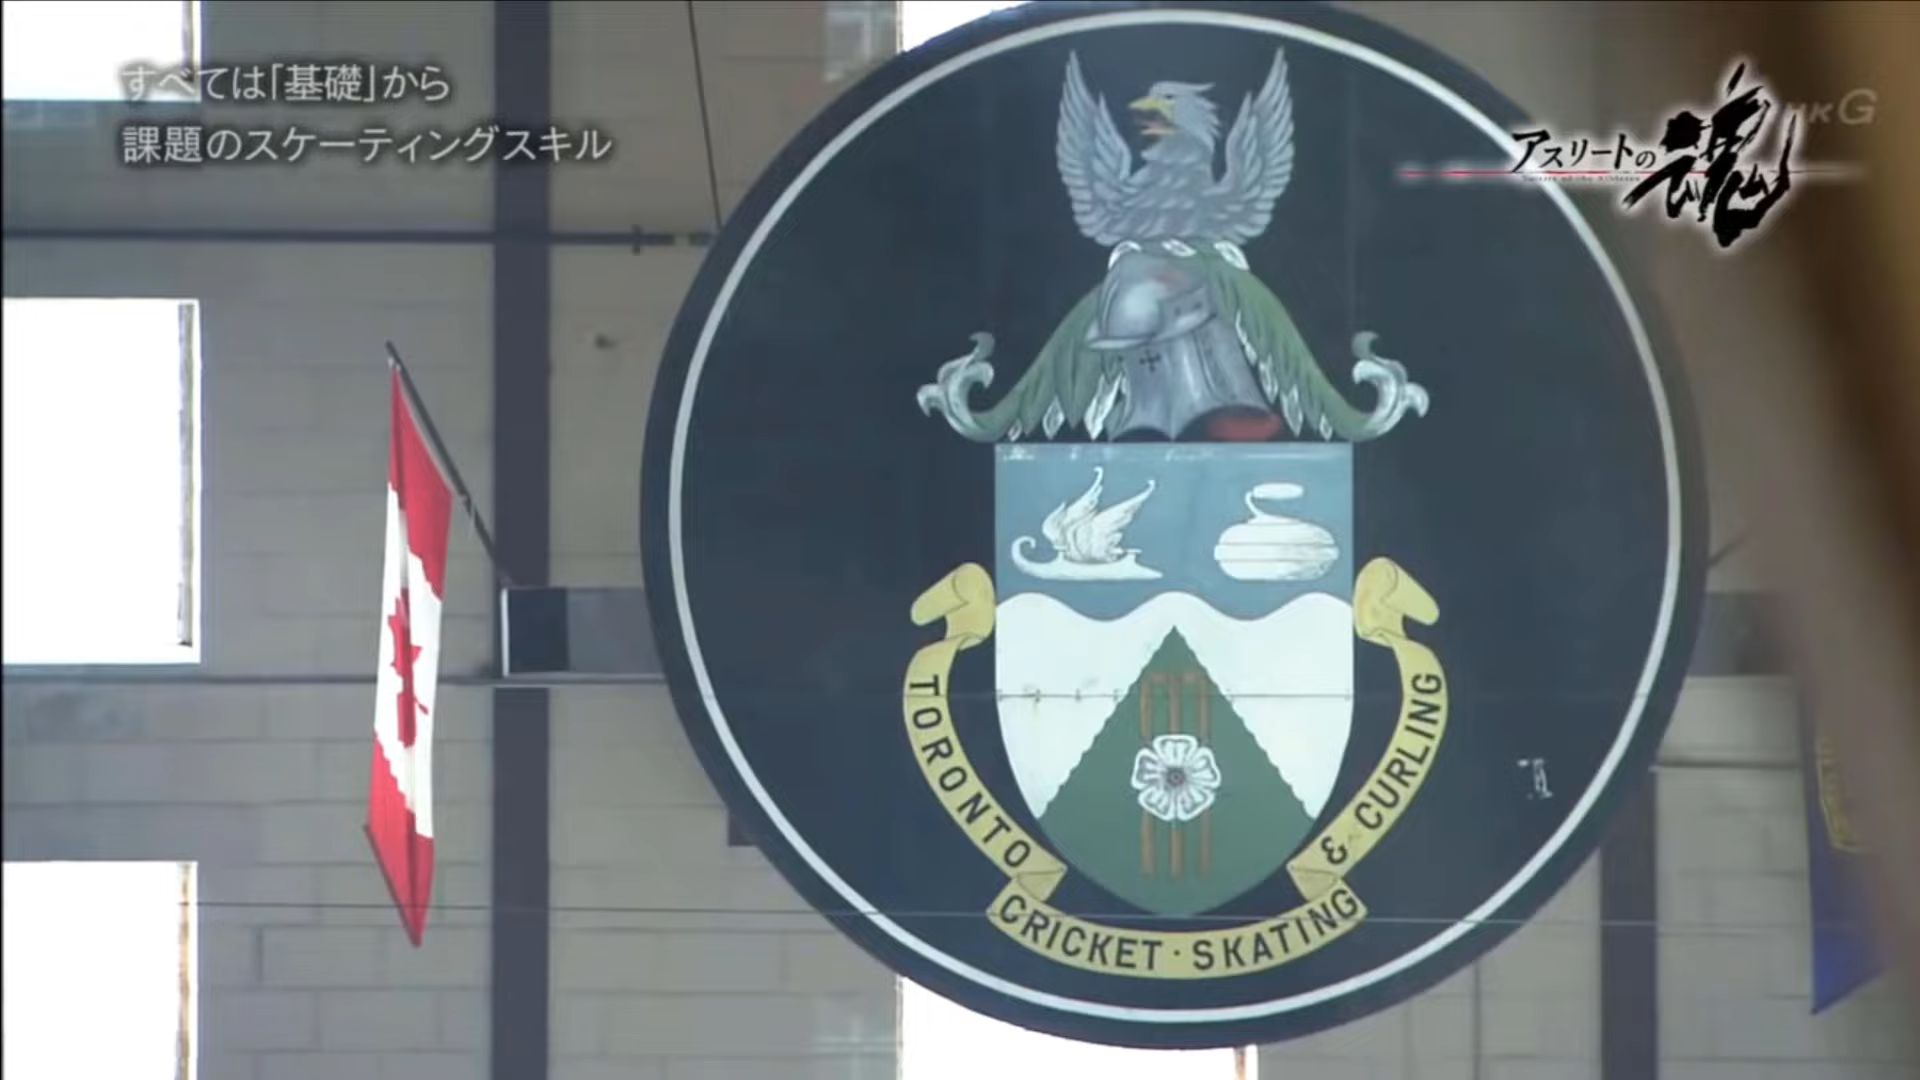 すべては「基礎」から
課題のスケーティングスキル
アスリートの魂
TORONTO
CRICKET · SKATING
& CURLING